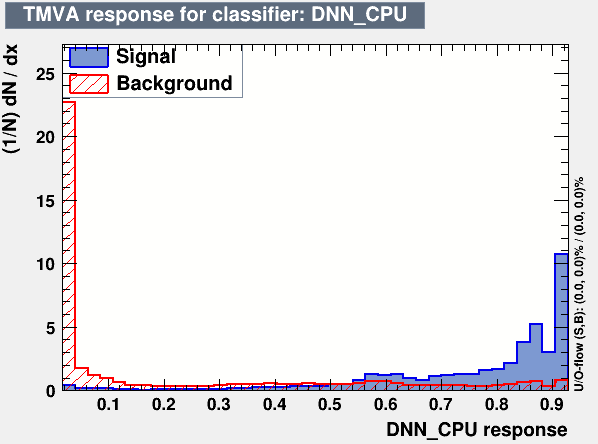 TMVA response for classifier: DNN_CPU
(1/N) dN / dx
Signal
Background
25
20
15
10
5
0
0.1 0.2 0.3 0.4 0.5 0.6 0.7 0.8 0.9
DNN_CPU response
U/O-flow (S,B): (0.0, 0.0)% / (0.0, 0.0)%